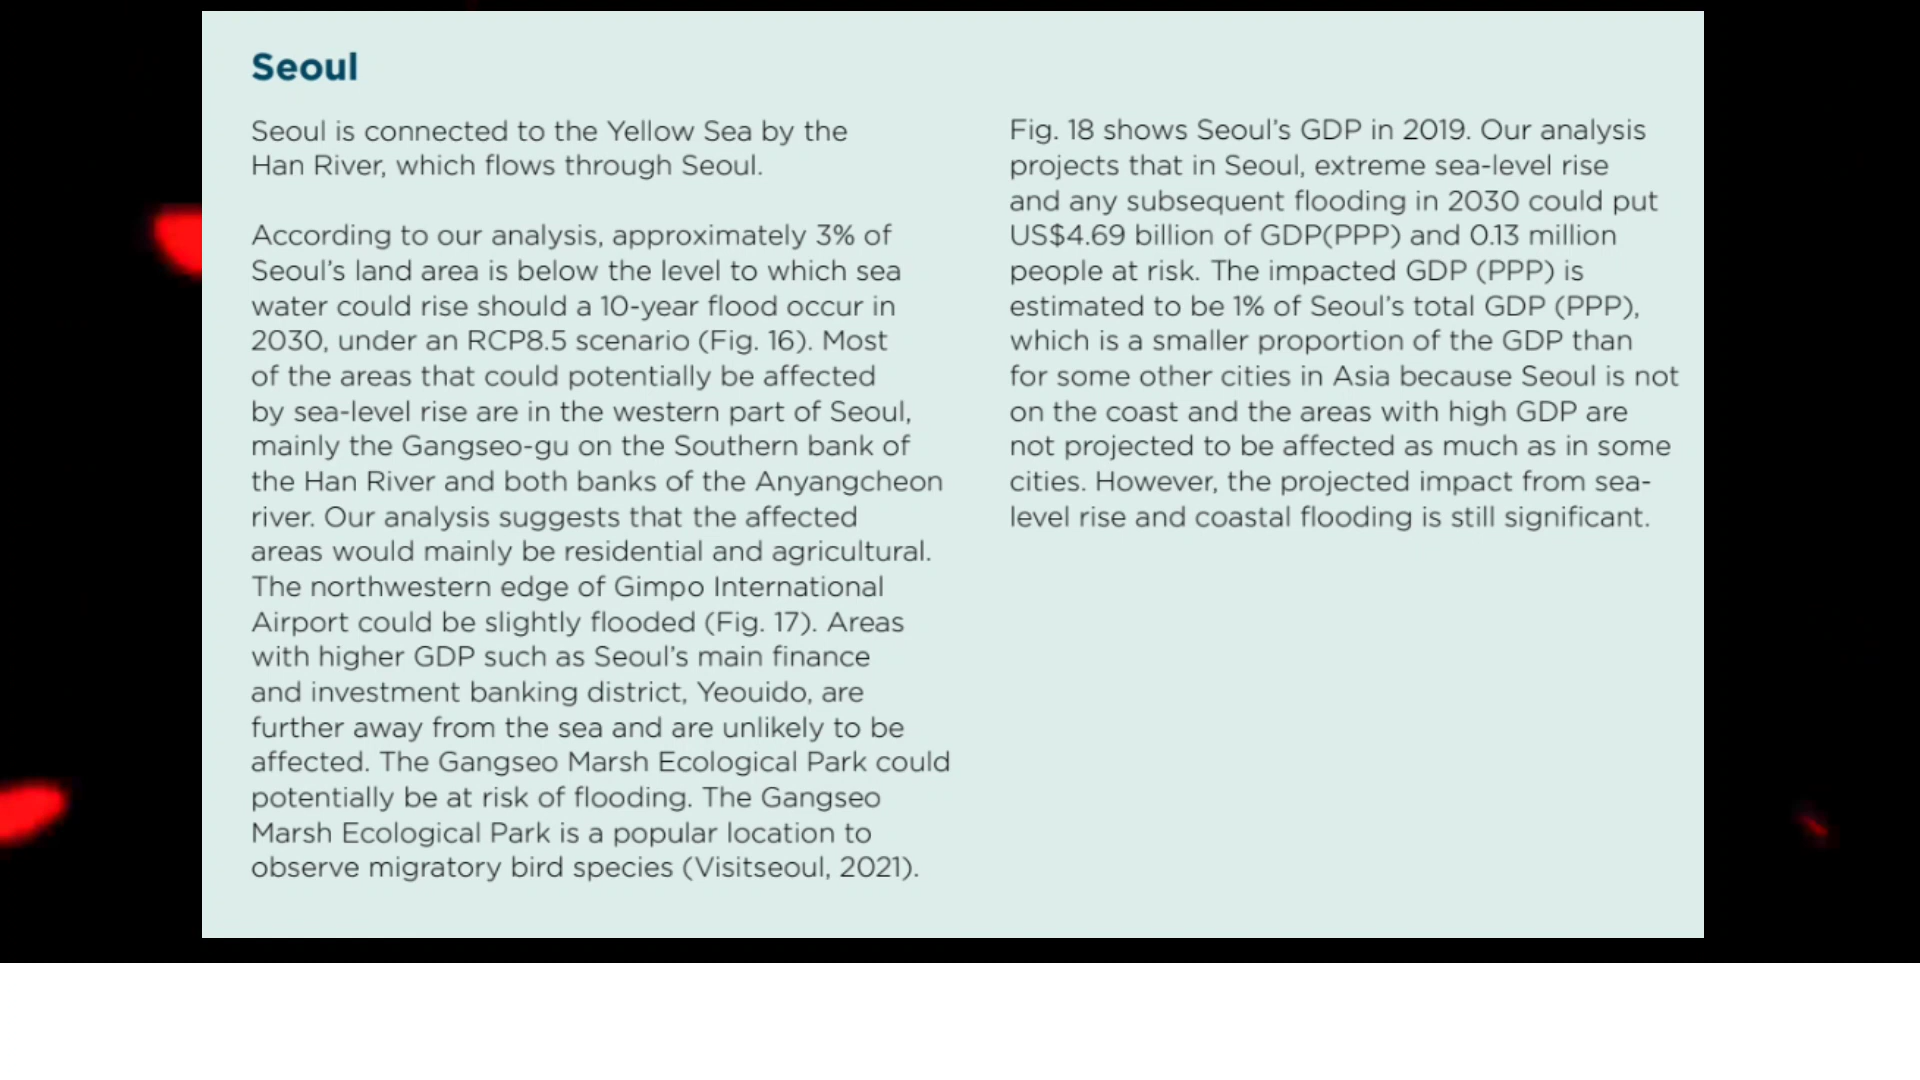 Seoul
Seoul is connected to the Yellow Sea by the
Han River, which flows through Seoul.
According to our analysis, approximately 3% of
Seoul's land area is below the level to which sea
water could rise should a 10-year flood occur in
2030, under an RCP8.5 scenario (Fig. 16). Most
of the areas that could potentially be affected
by sea-level rise are in the western part of Seoul,
mainly the Gangseo-gu on the Southern bank of
the Han River and both banks of the Anyangcheon
river. Our analysis suggests that the affected
areas would mainly be residential and agricultural.
The northwestern edge of Gimpo International
Airport could be slightly flooded (Fig. 17). Areas
with higher GDP such as Seoul's main finance
and investment banking district, Yeouido, are
further away from the sea and are unlikely to be
affected. The Gangseo Marsh Ecological Park could
potentially be at risk of flooding. The Gangseo
Marsh Ecological Park is a popular location to
observe migratory bird species (Visitseoul, 2021).
Fig. 18 shows Seoul's GDP in 2019. Our analysis
projects that in Seoul, extreme sea-level rise
and any subsequent flooding in 2030 could put
US$4.69 billion of GDP(PPP) and 0.13 million
people at risk. The impacted GDP (PPP) is
estimated to be 1% of Seoul's total GDP (PPP),
which is a smaller proportion of the GDP than
for some other cities in Asia because Seoul is not
on the coast and the areas with high GDP are
not projected to be affected as much as in some
cities. However, the projected impact from sea-
level rise and coastal flooding is still significant.